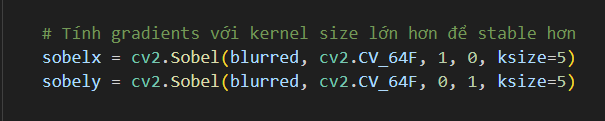 # Tính gradients với kernel size lớn hơn để stable hơn
sobelx = cv2.Sobel(blurred, cv2.CV_64F, 1, 0, ksize=5)
sobely = cv2.Sobel(blurred, cv2.CV_64F, 0, 1, ksize=5)